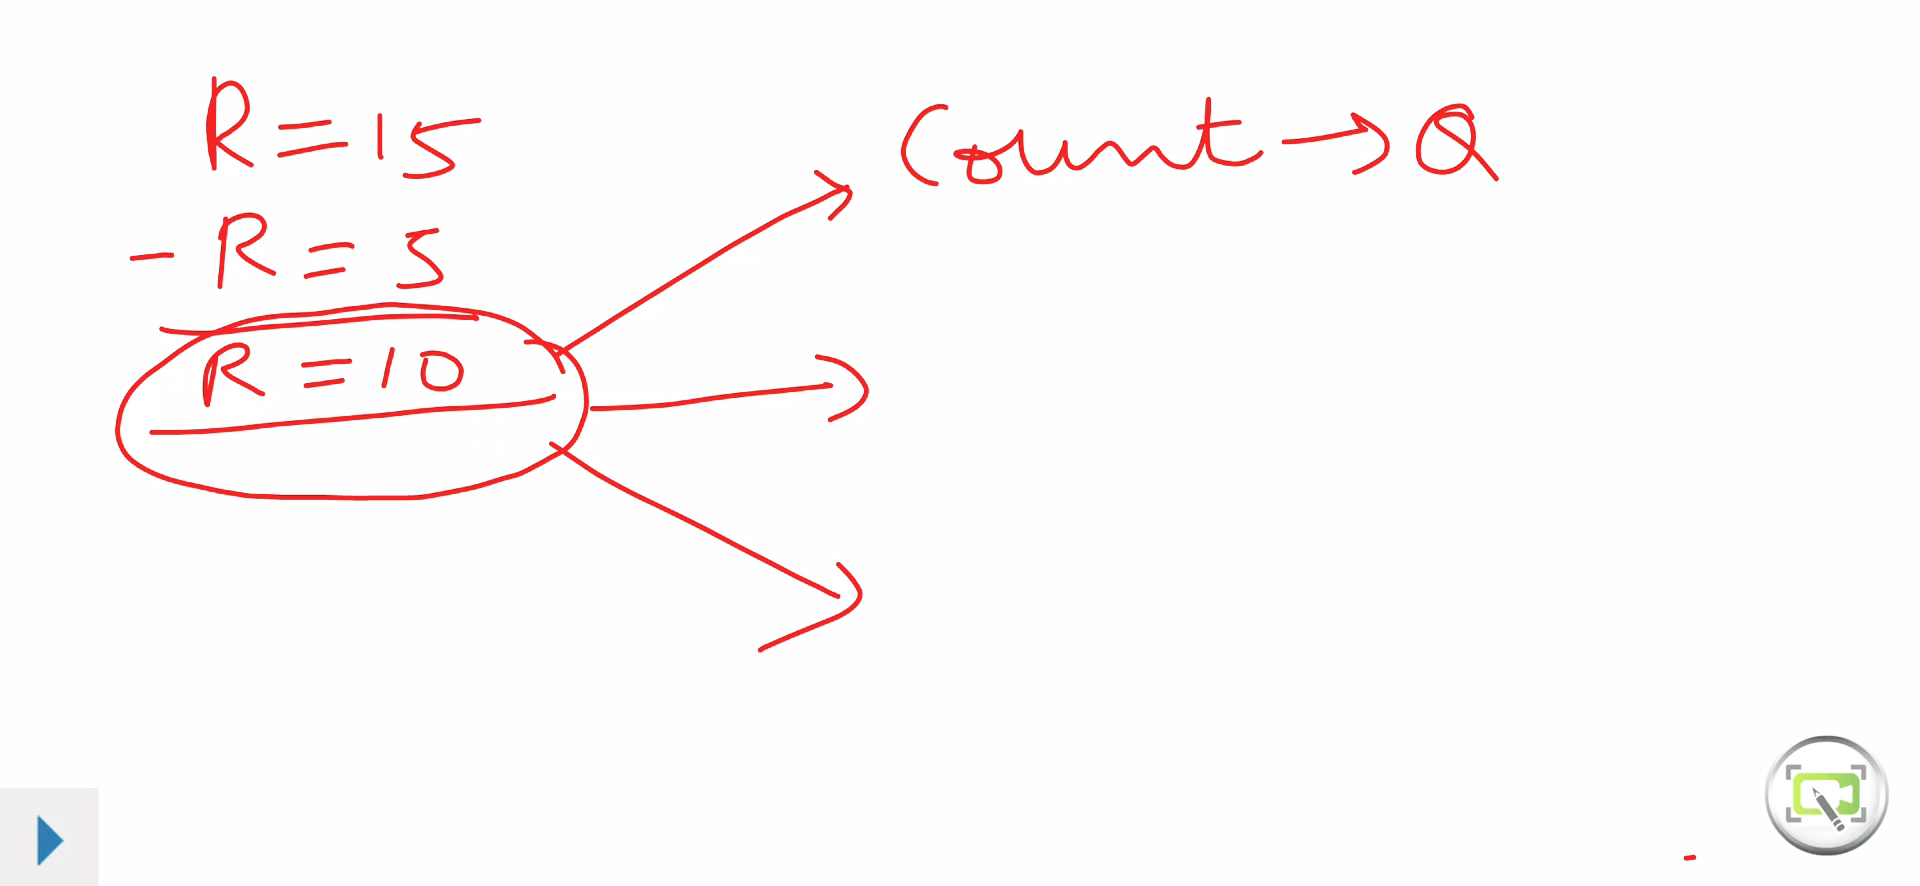 R = 15
- R = 5
R = 10
Count → Q